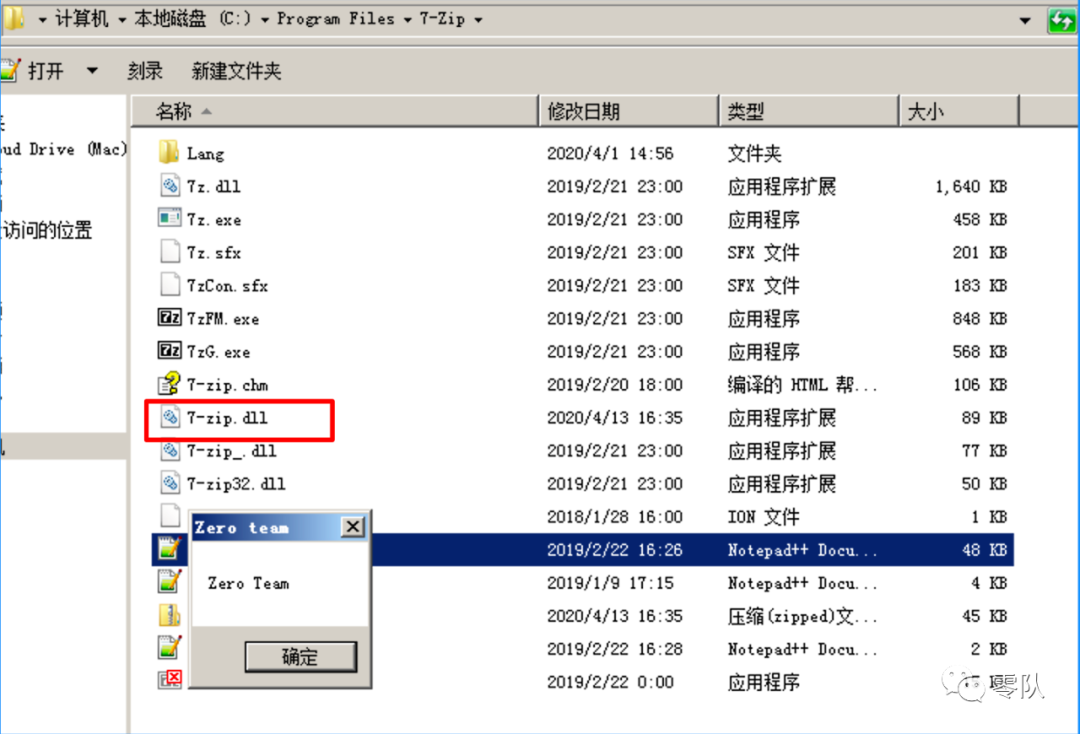 计算机 本地磁盘 (C:) Program Files 7-Zip
打开 刻录 新建文件夹
名称 修改日期 类型 大小
Lang 2020/4/1 14:56 文件夹
7z.dll 2019/2/21 23:00 应用程序扩展 1,640 KB
7z.exe 2019/2/21 23:00 应用程序 458 KB
7z.sfx 2019/2/21 23:00 SFX 文件 201 KB
7zCon.sfx 2019/2/21 23:00 SFX 文件 183 KB
7zFM.exe 2019/2/21 23:00 应用程序 848 KB
7zG.exe 2019/2/21 23:00 应用程序 568 KB
7-zip.chm 2019/2/20 18:00 编译的 HTML 帮... 106 KB
7-zip.dll 2020/4/13 16:35 应用程序扩展 89 KB
7-zip_.dll 2019/2/21 23:00 应用程序扩展 77 KB
7-zip32.dll 2019/2/21 23:00 应用程序扩展 50 KB
2018/1/28 16:00 ION 文件 1 KB
2019/2/22 16:26 Notepad++ Docu... 48 KB
2019/1/9 17:15 Notepad++ Docu... 4 KB
2020/4/13 16:35 压缩(zipped)文... 45 KB
2019/2/22 16:28 Notepad++ Docu... 2 KB
2019/2/22 0:00 应用程序
ud Drive (Mac)
访问的位置
Zero team
Zero Team
确定
零队